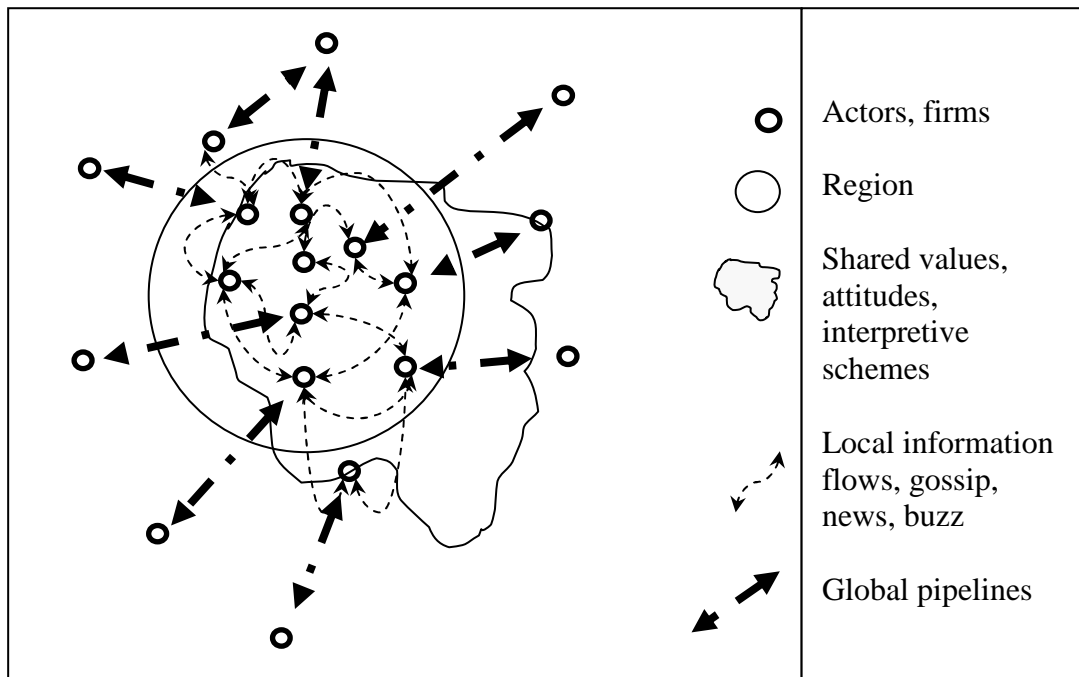 Actors, firms
Region
Shared values,
attitudes,
interpretive
schemes
Local information
flows, gossip,
news, buzz
Global pipelines